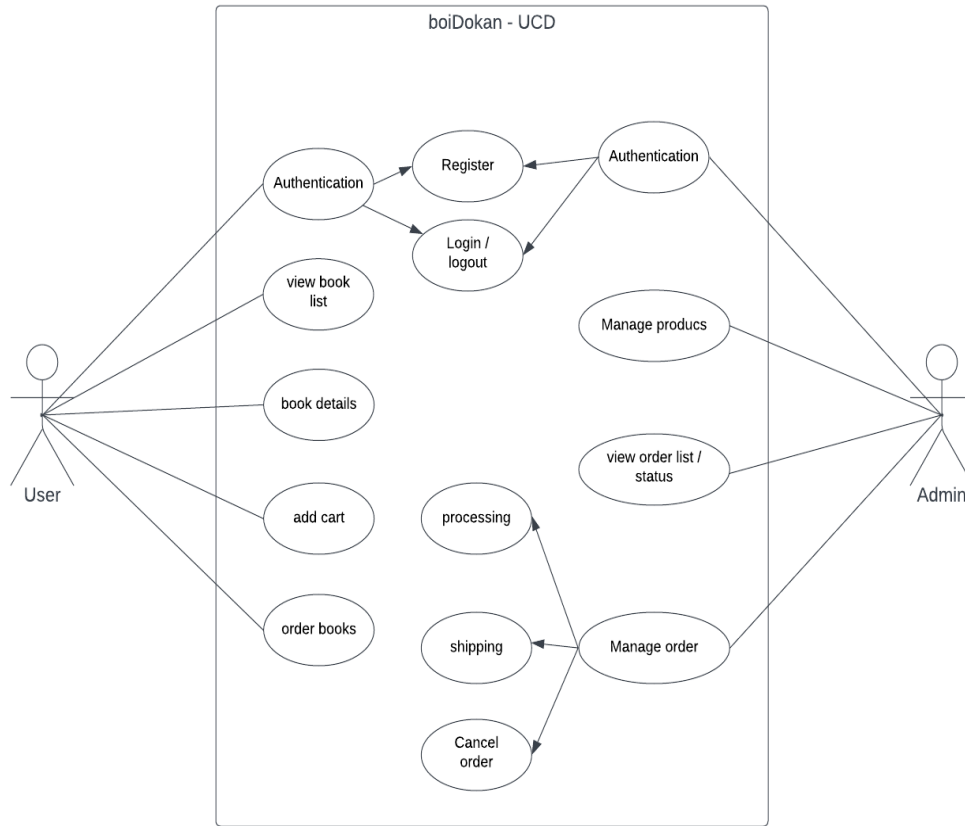 boiDokan - UCD
Authentication
Register
Authentication
Login /
logout
view book
list
Manage producs
book details
view order list /
status
User
Admin
add cart
processing
order books
shipping
Manage order
Cancel
order